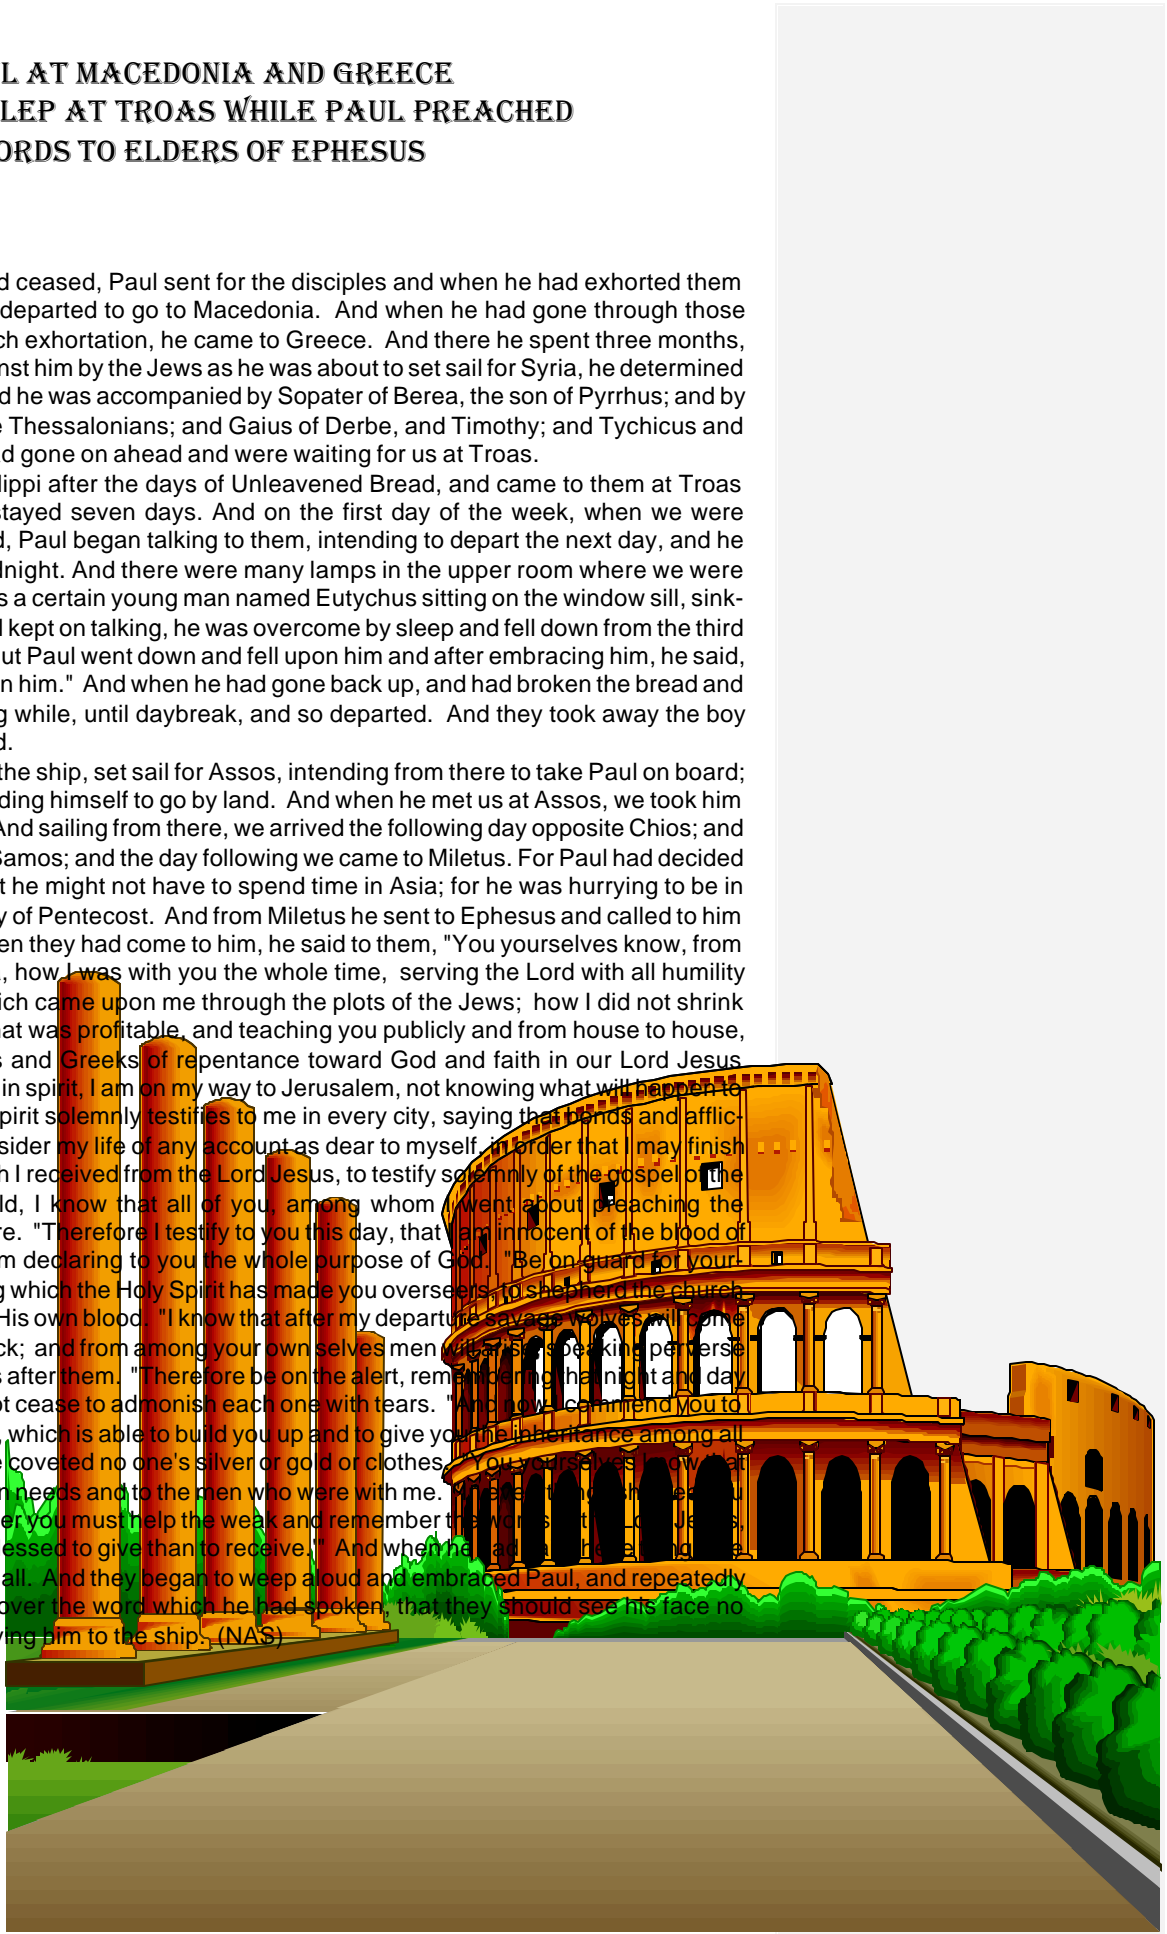 L AT MACEDONIA AND GREECE
LEP AT TROAS WHILE PAUL PREACHED
ORDS TO ELDERS OF EPHESUS
d ceased, Paul sent for the disciples and when he had exhorted them
departed to go to Macedonia. And when he had gone through those
ch exhortation, he came to Greece. And there he spent three months,
nst him by the Jews as he was about to set sail for Syria, he determined
d he was accompanied by Sopater of Berea, the son of Pyrrhus; and by
e Thessalonians; and Gaius of Derbe, and Timothy; and Tychicus and
d gone on ahead and were waiting for us at Troas.
lippi after the days of Unleavened Bread, and came to them at Troas
stayed seven days. And on the first day of the week, when we were
d, Paul began talking to them, intending to depart the next day, and he
dnight. And there were many lamps in the upper room where we were
s a certain young man named Eutychus sitting on the window sill, sink-
l kept on talking, he was overcome by sleep and fell down from the third
ut Paul went down and fell upon him and after embracing him, he said,
n him." And when he had gone back up, and had broken the bread and
g while, until daybreak, and so departed. And they took away the boy
d.
the ship, set sail for Assos, intending from there to take Paul on board;
ding himself to go by land. And when he met us at Assos, we took him
And sailing from there, we arrived the following day opposite Chios; and
Samos; and the day following we came to Miletus. For Paul had decided
t he might not have to spend time in Asia; for he was hurrying to be in
y of Pentecost. And from Miletus he sent to Ephesus and called to him
en they had come to him, he said to them, "You yourselves know, from
, how I was with you the whole time, serving the Lord with all humility
ich came upon me through the plots of the Jews; how I did not shrink
hat was profitable, and teaching you publicly and from house to house,
s and Greeks of repentance toward God and faith in our Lord Jesus
in spirit, I am on my way to Jerusalem, not knowing what will happen to
pirit solemnly testifies to me in every city, saying that bonds and afflic-
sider my life of any account as dear to myself, in order that I may finish
h I received from the Lord Jesus, to testify solemnly of the gospel of the
ld, I know that all of you, among whom I went about preaching the
re. "Therefore I testify to you this day, that I am innocent of the blood of
m declaring to you the whole purpose of God. "Be on guard for your-
g which the Holy Spirit has made you overseers, to shepherd the church
His own blood. "I know that after my departure savage wolves will come
ck; and from among your own selves men will arise, speaking perverse
s after them. "Therefore be on the alert, remembering that night and day
ot cease to admonish each one with tears. "And now I commend you to
, which is able to build you up and to give you the inheritance among all
e coveted no one's silver or gold or clothes. "You yourselves know that
n needs and to the men who were with me.
er you must help the weak and remember the words
essed to give than to receive.'" And when he had
all. And they began to weep aloud and embraced Paul, and repeatedly
over the word which he had spoken, that they should see his face no
ying him to the ship. (NAS)